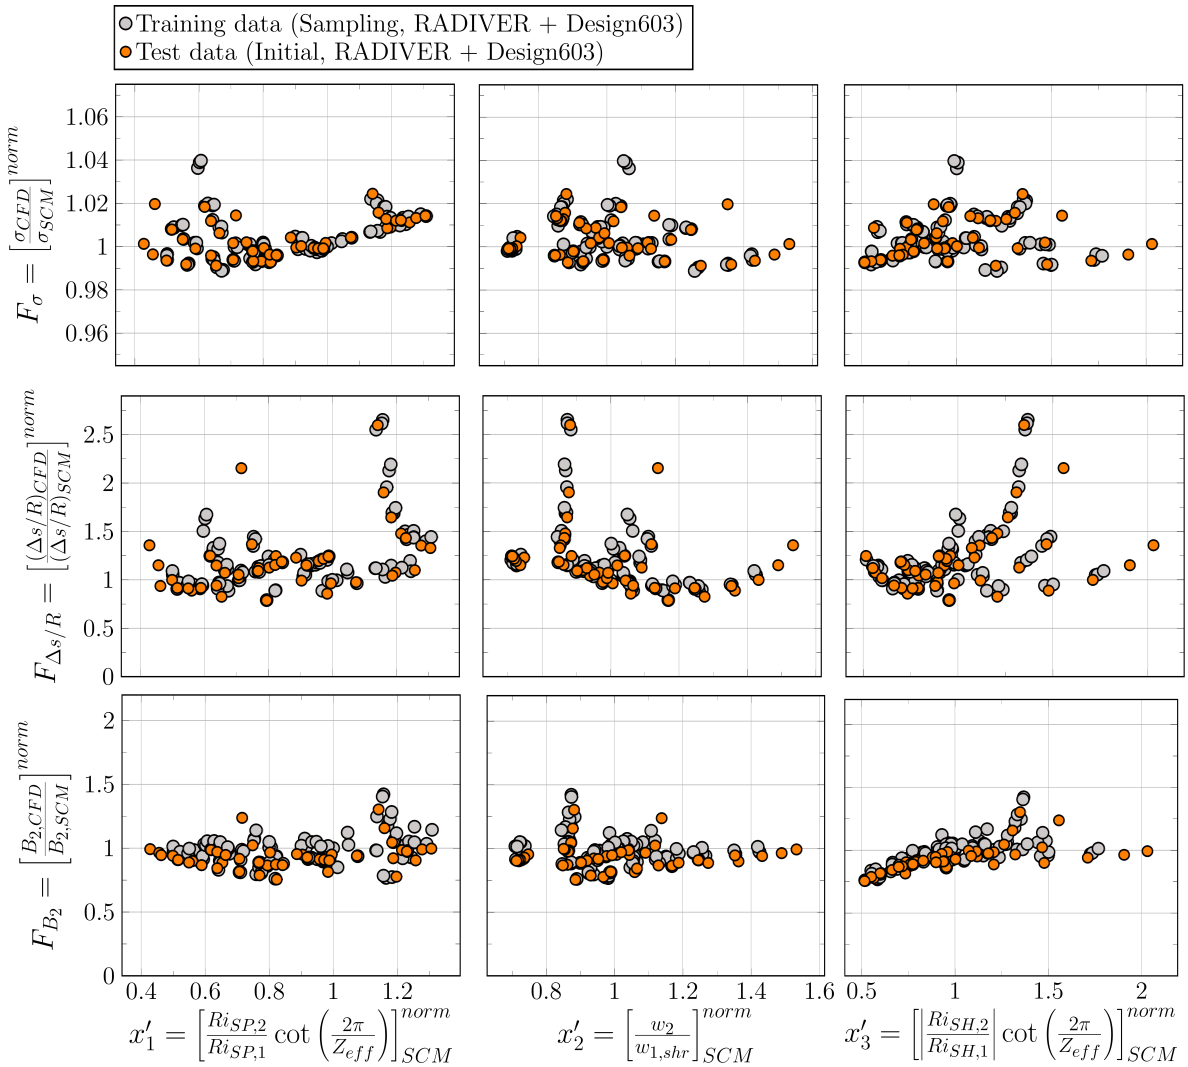 Training data (Sampling, RADIVER + Design603)
Test data (Initial, RADIVER + Design603)
F_σ = [σ_CFD / σ_SCM]^norm
1.06
1.04
1.02
1
0.98
0.96
F_Δs/R = [(Δs/R)_CFD / (Δs/R)_SCM]^norm
2.5
2
1.5
1
0.5
0
F_B₂ = [B_2,CFD / B_2,SCM]^norm
2
1.5
1
0.5
0
0.4 0.6 0.8 1 1.2
0.8 1 1.2 1.4 1.6
0.5 1 1.5 2
x′₁ = [Ri_SP,2 / Ri_SP,1 cot (2π / Z_eff)]^norm_SCM
x′₂ = [w₂ / w_1,shr]^norm_SCM
x′₃ = [|Ri_SH,2 / Ri_SH,1| cot (2π / Z_eff)]^norm_SCM